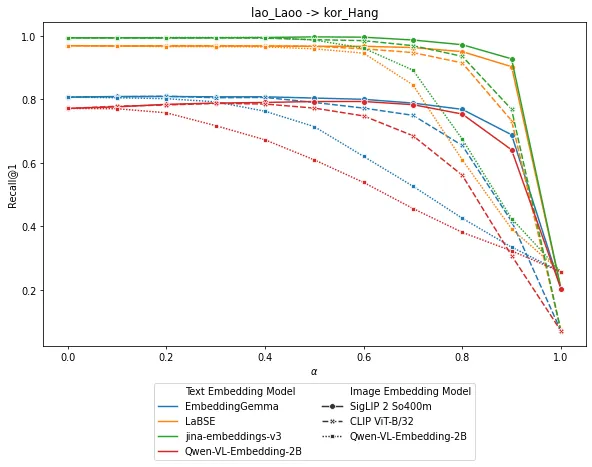 lao_Laoo -> kor_Hang
1.0
0.8
0.6
0.4
0.2
Recall@1
0.0 0.2 0.4 0.6 0.8 1.0
α
Text Embedding Model
EmbeddingGemma
LaBSE
jina-embeddings-v3
Qwen-VL-Embedding-2B
Image Embedding Model
SigLIP 2 So400m
CLIP ViT-B/32
Qwen-VL-Embedding-2B